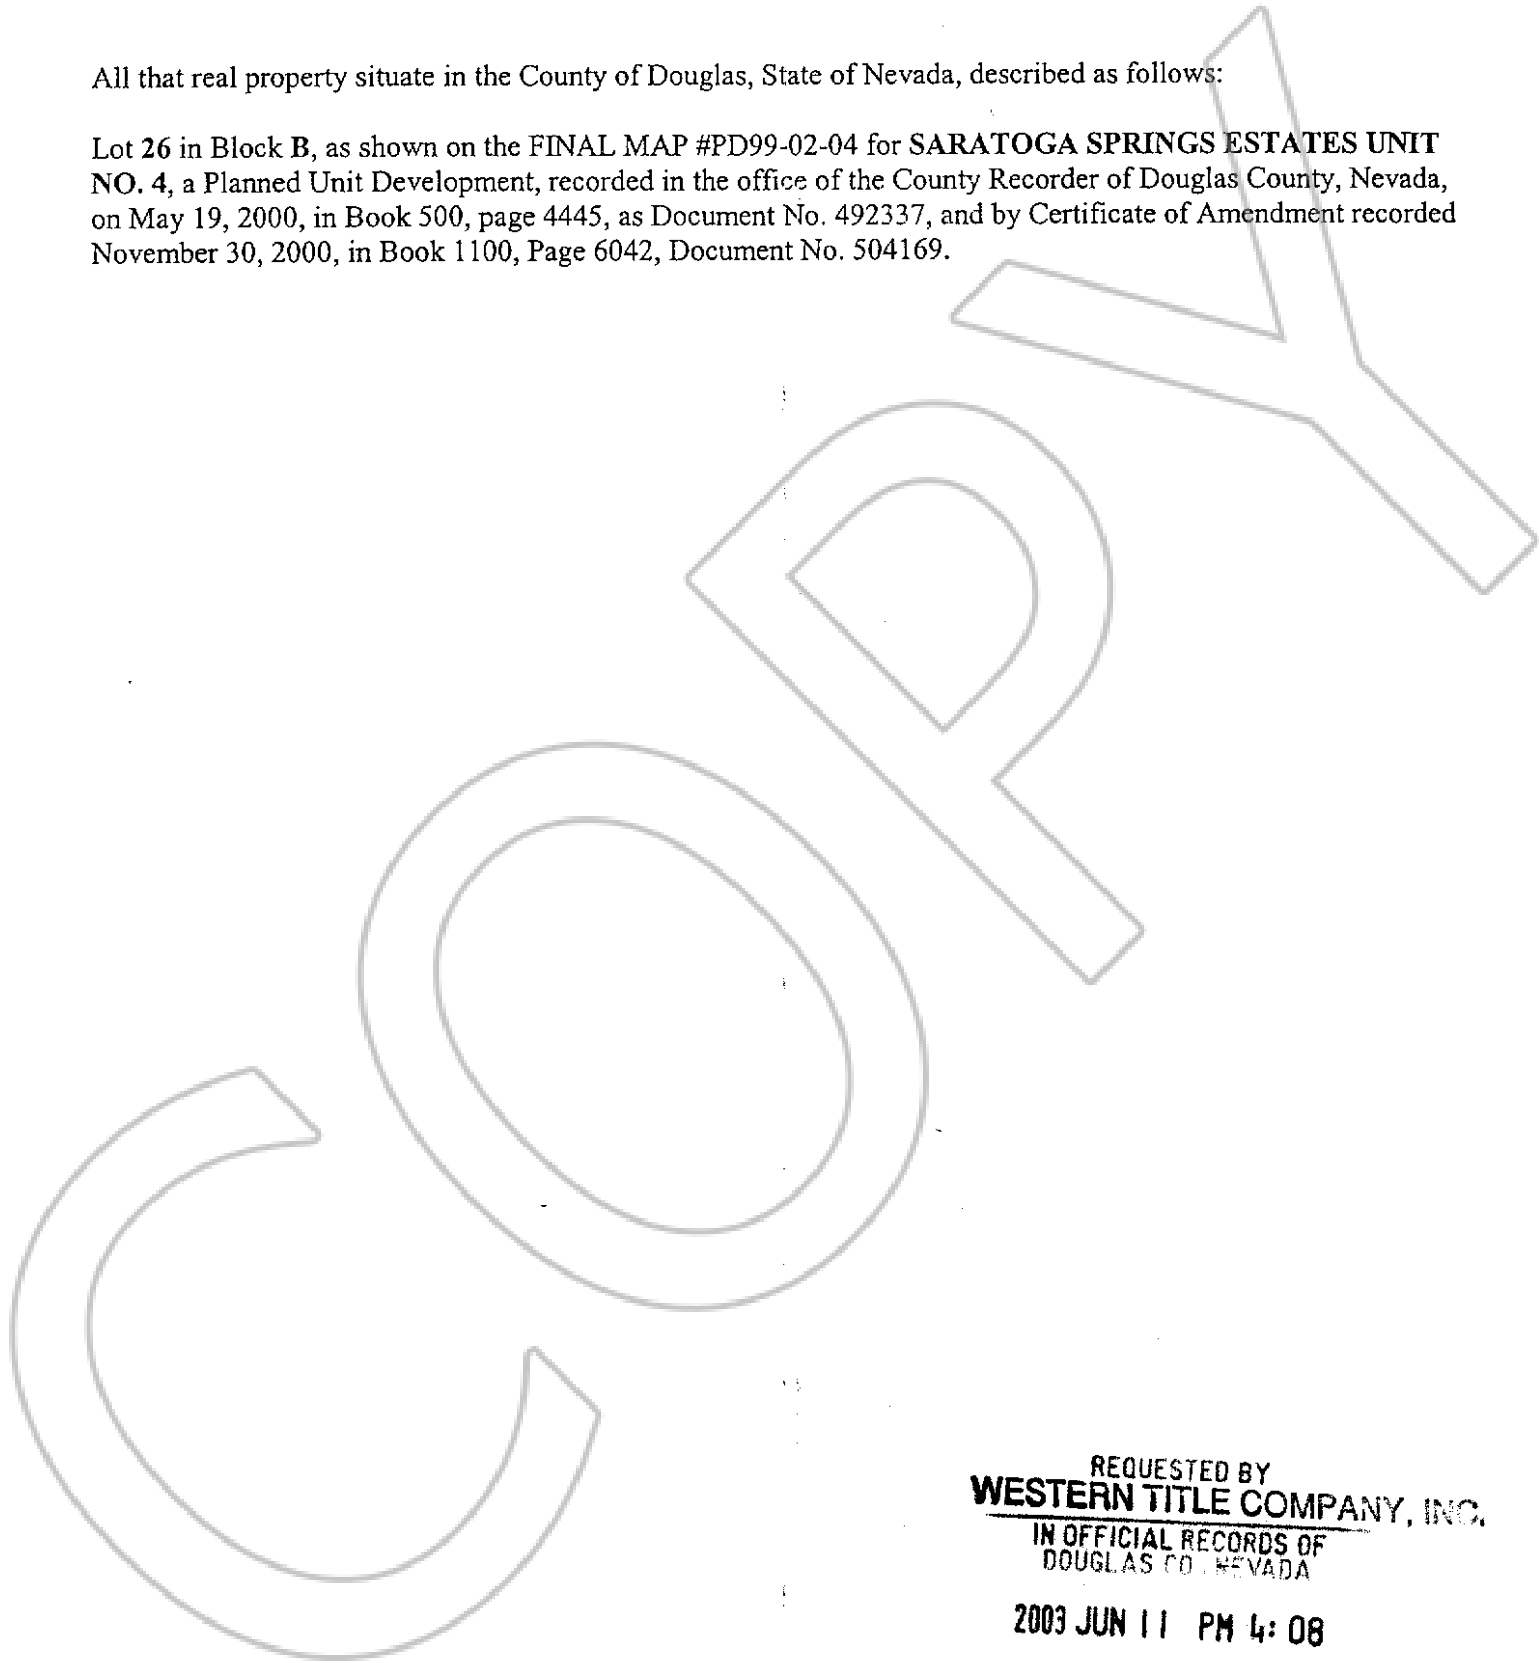 All that real property situate in the County of Douglas, State of Nevada, described as follows:
Lot 26 in Block B, as shown on the FINAL MAP #PD99-02-04 for SARATOGA SPRINGS ESTATES UNIT
NO. 4, a Planned Unit Development, recorded in the office of the County Recorder of Douglas County, Nevada,
on May 19, 2000, in Book 500, page 4445, as Document No. 492337, and by Certificate of Amendment recorded
November 30, 2000, in Book 1100, Page 6042, Document No. 504169.
COPY
REQUESTED BY
WESTERN TITLE COMPANY, INC.
IN OFFICIAL RECORDS OF
DOUGLAS CO. NEVADA
2003 JUN 11 PM 4: 08